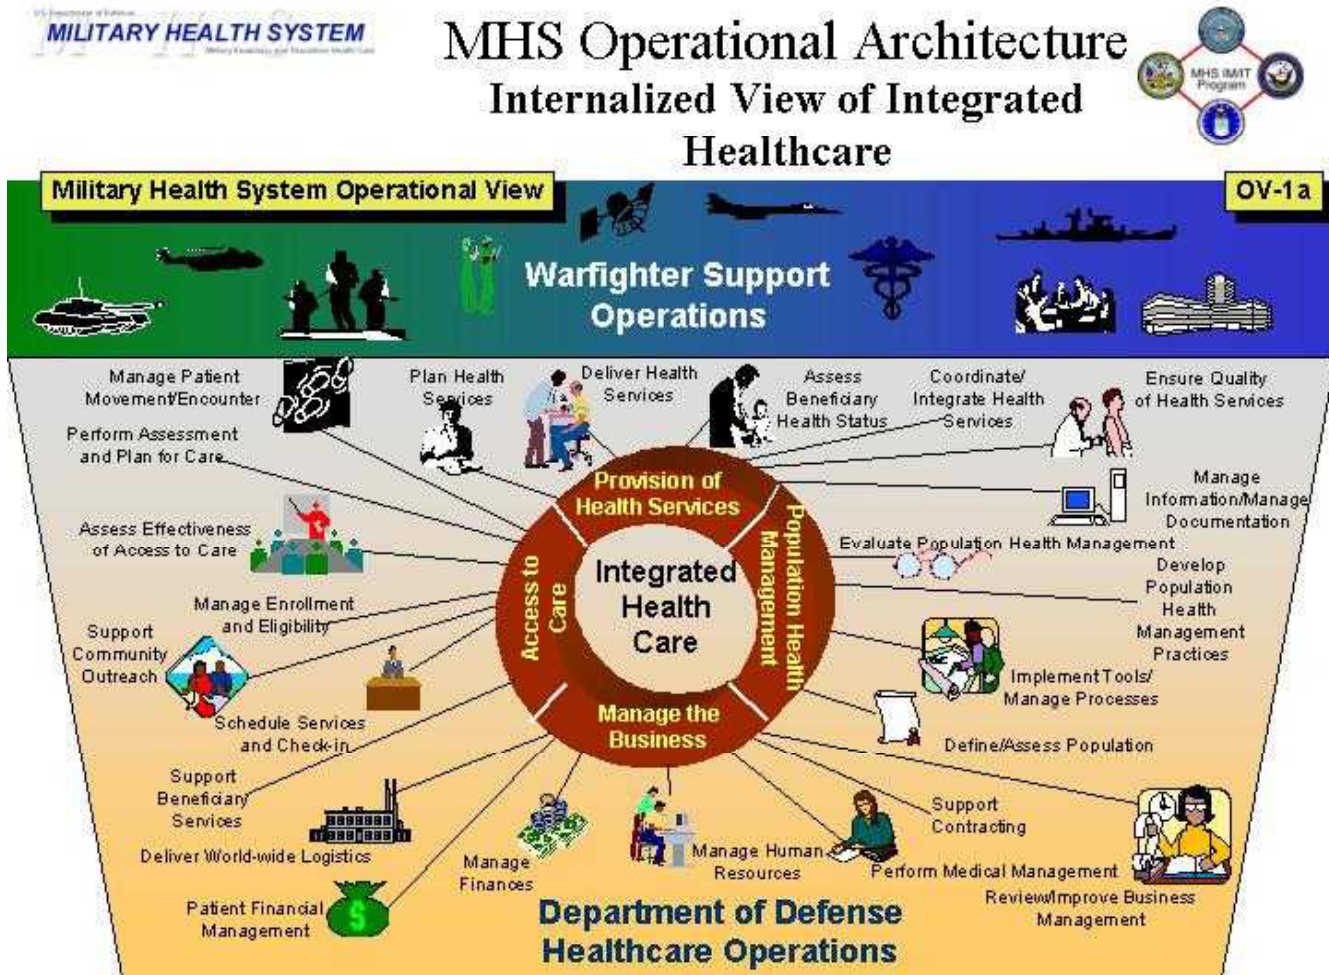 U.S. Department of Defense
MILITARY HEALTH SYSTEM
MHS Operational Architecture
Internalized View of Integrated
Healthcare
MHS IM/IT
Program
Military Health System Operational View
OV-1a
Warfighter Support
Operations
Manage Patient
Movement/Encounter
Plan Health
Services
Deliver Health
Services
Assess
Beneficiary
Health Status
Coordinate/
Integrate Health
Services
Ensure Quality
of Health Services
Perform Assessment
and Plan for Care
Assess Effectiveness
of Access to Care
Manage Enrollment
and Eligibility
Support
Community
Outreach
Schedule Services
and Check-in
Support
Beneficiary
Services
Provision of
Health Services
Access to
Care
Integrated
Health
Care
Population Health
Management
Manage the
Business
Manage
Information/Manage
Documentation
Evaluate Population Health Management
Develop
Population
Health
Management
Practices
Implement Tools/
Manage Processes
Define/Assess Population
Deliver World-wide Logistics
Patient Financial
Management
$
Manage
Finances
Manage Human
Resources
Support
Contracting
Perform Medical Management
Review/Improve Business
Management
Department of Defense
Healthcare Operations